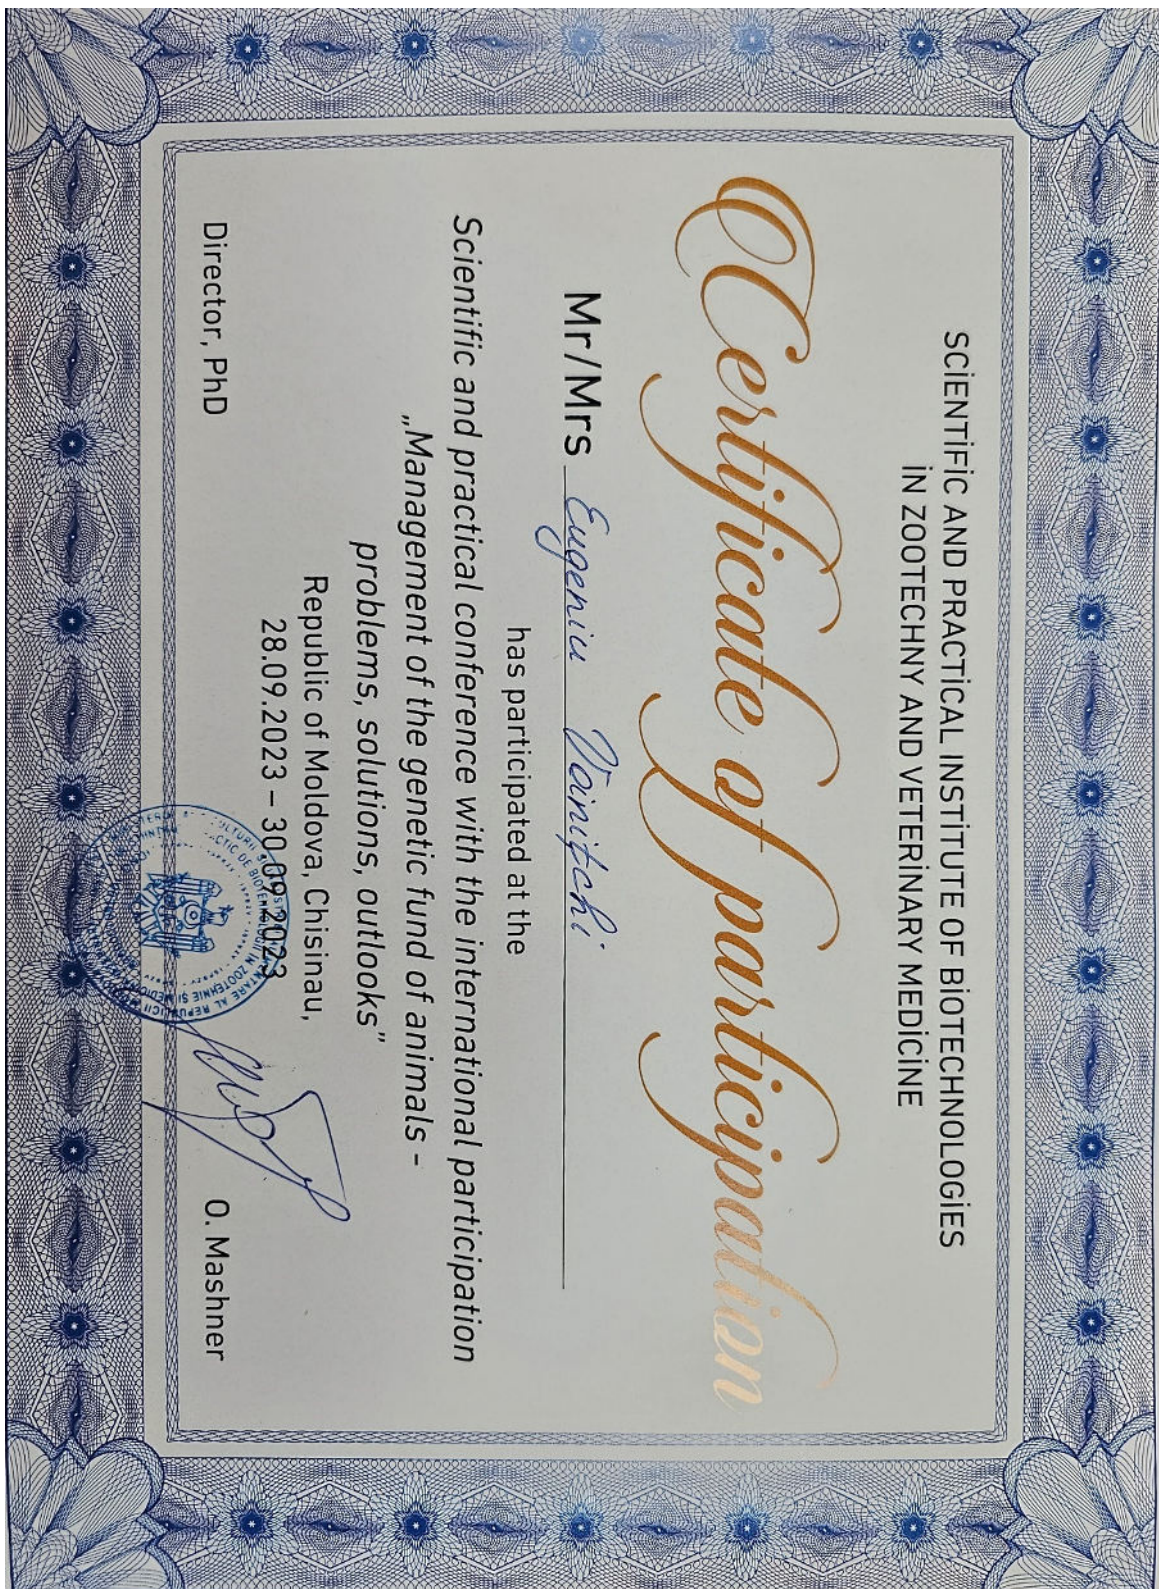 SCiENTiFiC AND PRACTiCAL iNSTiTUTE OF BiOTECHNOLOGiES
iN ZOOTECHNY AND VETERiNARY MEDiCiNE
Certificate of participation
Mr/Mrs Eugeniu Voinitchi
has participated at the
Scientific and practical conference with the international participation
„Management of the genetic fund of animals -
problems, solutions, outlooks”
Republic of Moldova, Chisinau,
28.09.2023 – 30.09.2023
Director, PhD
O. Mashner